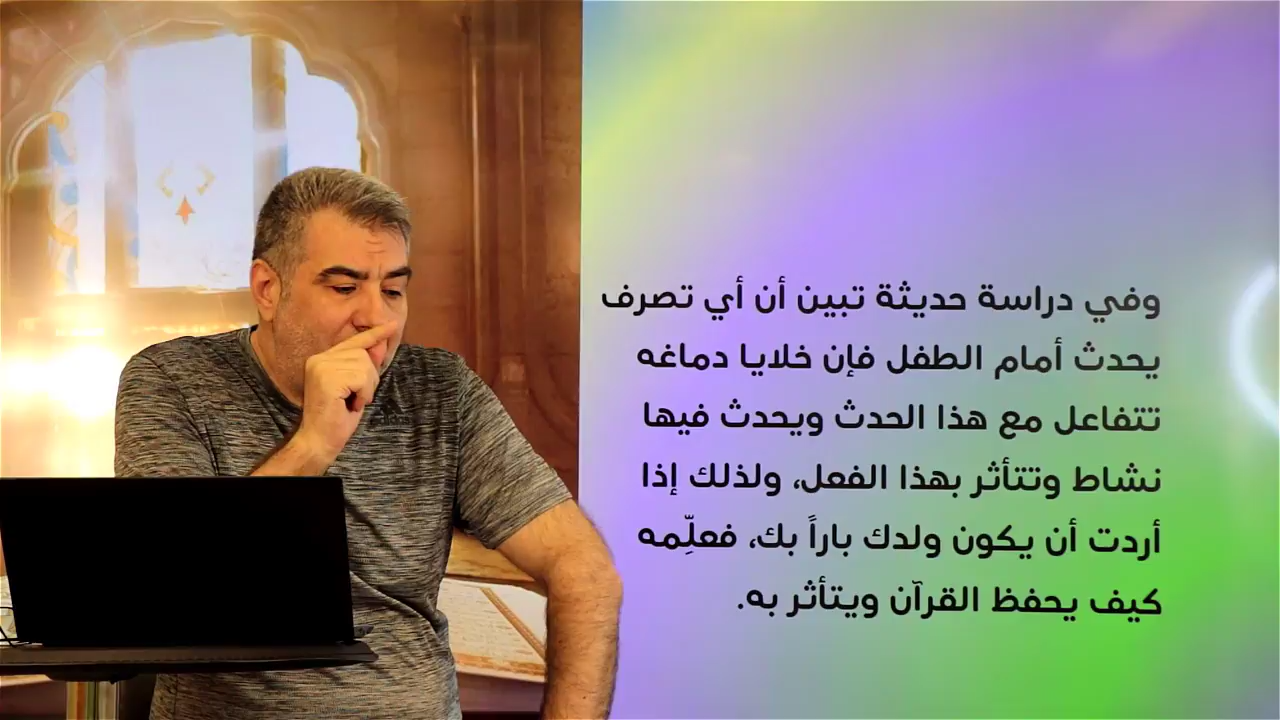 وفي دراسة حديثة تبين أن أي تصرف
يحدث أمام الطفل فإن خلايا دماغه
تتفاعل مع هذا الحدث ويحدث فيها
نشاط وتتأثر بهذا الفعل، ولذلك إذا
أردت أن يكون ولدك باراً بك، فعلِّمه
كيف يحفظ القرآن ويتأثر به.